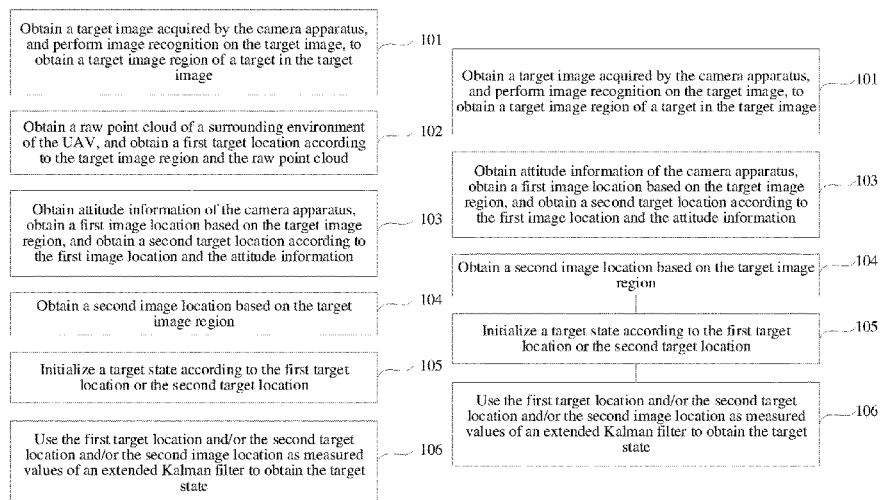 Obtain a target image acquired by the camera apparatus,
and perform image recognition on the target image, to
obtain a target image region of a target in the target
image
101
Obtain a raw point cloud of a surrounding environment
of the UAV, and obtain a first target location according
to the target image region and the raw point cloud
102
Obtain attitude information of the camera apparatus,
obtain a first image location based on the target image
region, and obtain a second target location according to
the first image location and the attitude information
103
Obtain a second image location based on the target
image region
104
Initialize a target state according to the first target
location or the second target location
105
Use the first target location and/or the second target
location and/or the second image location as measured
values of an extended Kalman filter to obtain the target
state
106
Obtain a target image acquired by the camera apparatus,
and perform image recognition on the target image, to
obtain a target image region of a target in the target image
101
Obtain attitude information of the camera apparatus,
obtain a first image location based on the target image
region, and obtain a second target location according to
the first image location and the attitude information
103
Obtain a second image location based on the target image
region
104
Initialize a target state according to the first target
location or the second target location
105
Use the first target location and/or the second target
location and/or the second image location as measured
values of an extended Kalman filter to obtain the target
state
106